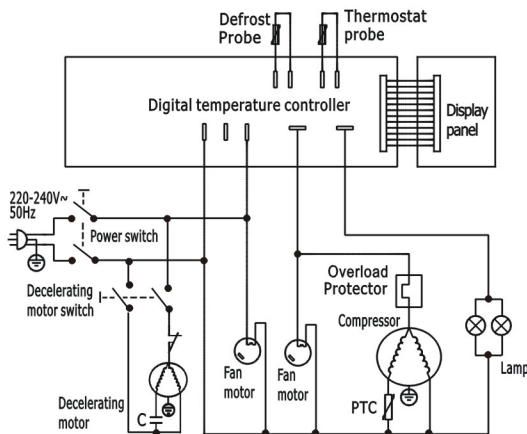 Defrost
Probe
Thermostat
probe
Digital temperature controller
Display
panel
220-240V~
50Hz
Power switch
Decelerating
motor switch
Overload
Protector
Compressor
Fan
motor
Fan
motor
Lamp
PTC
Decelerating
motor
C